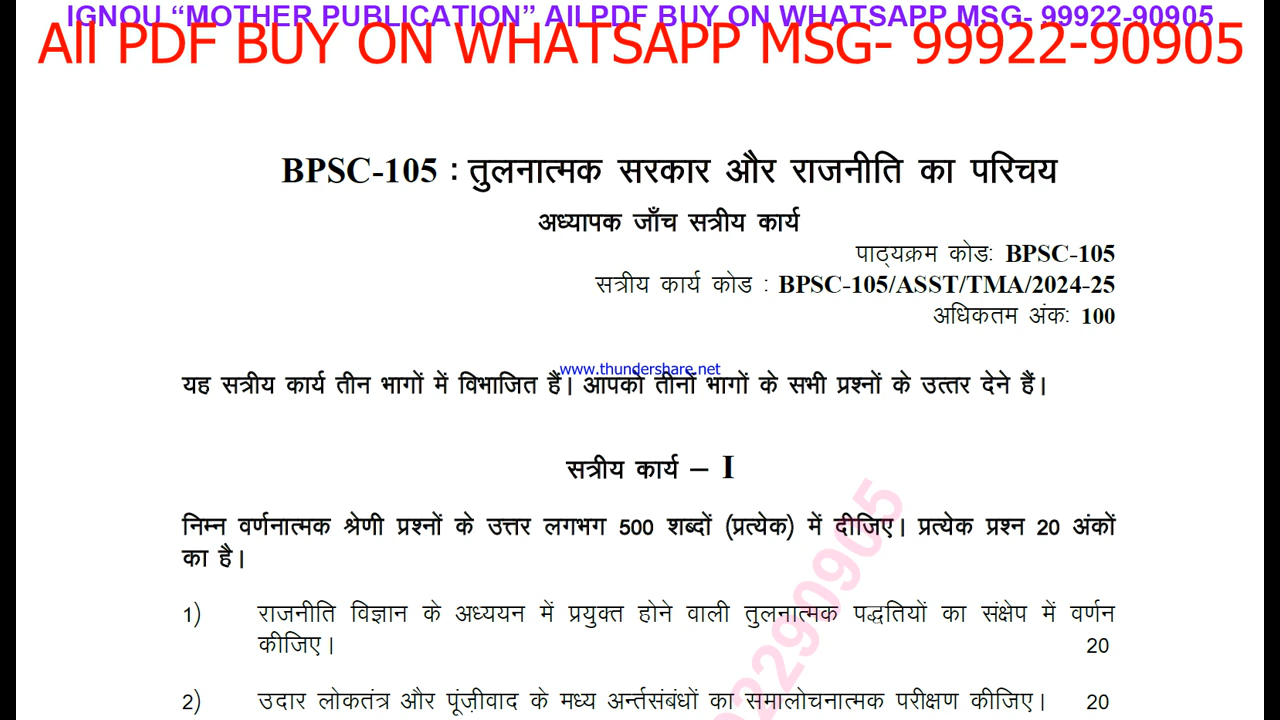 IGNOU “MOTHER PUBLICATION” All PDF BUY ON WHATSAPP MSG- 99922-90905
All PDF BUY ON WHATSAPP MSG- 99922-90905
BPSC-105 : तुलनात्मक सरकार और राजनीति का परिचय
अध्यापक जाँच सत्रीय कार्य
पाठ्यक्रम कोड: BPSC-105
सत्रीय कार्य कोड : BPSC-105/ASST/TMA/2024-25
अधिकतम अंक: 100
www.thundershare.net
यह सत्रीय कार्य तीन भागों में विभाजित हैं। आपको तीनों भागों के सभी प्रश्नों के उत्तर देने हैं।
सत्रीय कार्य – I
निम्न वर्णनात्मक श्रेणी प्रश्नों के उत्तर लगभग 500 शब्दों (प्रत्येक) में दीजिए। प्रत्येक प्रश्न 20 अंकों
का है।
1) राजनीति विज्ञान के अध्ययन में प्रयुक्त होने वाली तुलनात्मक पद्धतियों का संक्षेप में वर्णन
कीजिए। 20
2) उदार लोकतंत्र और पूंज़ीवाद के मध्य अर्न्तसंबंधों का समालोचनात्मक परीक्षण कीजिए। 20